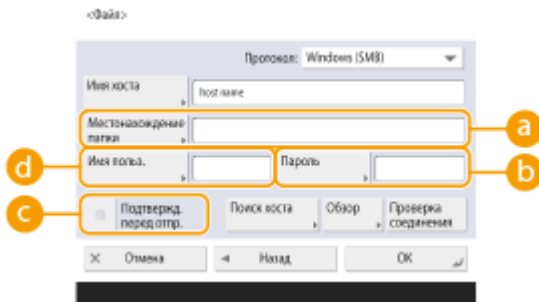 <Файл>
Протокол: Windows (SMB)
Имя хоста
host name
Местонахождение
папки
a
d
Имя польз.
Пароль
b
c
Подтвержд.
перед отпр.
Поиск хоста
Обзор
Проверка
соединения
Отмена
Назад
OK